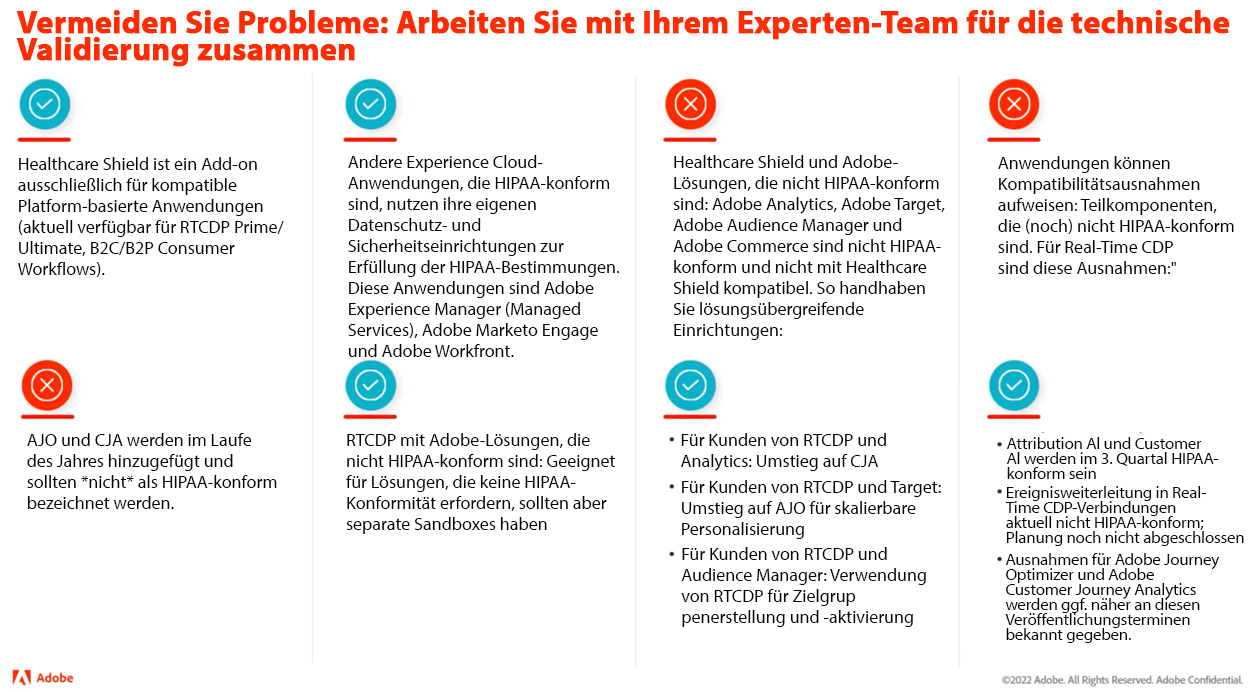 Vermeiden Sie Probleme: Arbeiten Sie mit Ihrem Experten-Team für die technische
Validierung zusammen
Healthcare Shield ist ein Add-on
ausschließlich für kompatible
Platform-basierte Anwendungen
(aktuell verfügbar für RTCDP Prime/
Ultimate, B2C/B2P Consumer
Workflows).
Andere Experience Cloud-
Anwendungen, die HIPAA-konform
sind, nutzen ihre eigenen
Datenschutz- und
Sicherheitseinrichtungen zur
Erfüllung der HIPAA-Bestimmungen.
Diese Anwendungen sind Adobe
Experience Manager (Managed
Services), Adobe Marketo Engage
und Adobe Workfront.
Healthcare Shield und Adobe-
Lösungen, die nicht HIPAA-konform
sind: Adobe Analytics, Adobe Target,
Adobe Audience Manager und
Adobe Commerce sind nicht HIPAA-
konform und nicht mit Healthcare
Shield kompatibel. So handhaben
Sie lösungsübergreifende
Einrichtungen:
Anwendungen können
Kompatibilitätsausnahmen
aufweisen: Teilkomponenten,
die (noch) nicht HIPAA-konform
sind. Für Real-Time CDP
sind diese Ausnahmen:"
AJO und CJA werden im Laufe
des Jahres hinzugefügt und
sollten *nicht* als HIPAA-konform
bezeichnet werden.
RTCDP mit Adobe-Lösungen, die
nicht HIPAA-konform sind: Geeignet
für Lösungen, die keine HIPAA-
Konformität erfordern, sollten aber
separate Sandboxes haben
• Für Kunden von RTCDP und
Analytics: Umstieg auf CJA
• Für Kunden von RTCDP und Target:
Umstieg auf AJO für skalierbare
Personalisierung
• Für Kunden von RTCDP und
Audience Manager: Verwendung
von RTCDP für Zielgrup
penerstellung und -aktivierung
• Attribution Al und Customer
Al werden im 3. Quartal HIPAA-
konform sein
• Ereignisweiterleitung in Real-
Time CDP-Verbindungen
aktuell nicht HIPAA-konform;
Planung noch nicht abgeschlossen
• Ausnahmen für Adobe Journey
Optimizer und Adobe
Customer Journey Analytics
werden ggf. näher an diesen
Veröffentlichungsterminen
bekannt gegeben.
Adobe
©2022 Adobe. All Rights Reserved. Adobe Confidential.